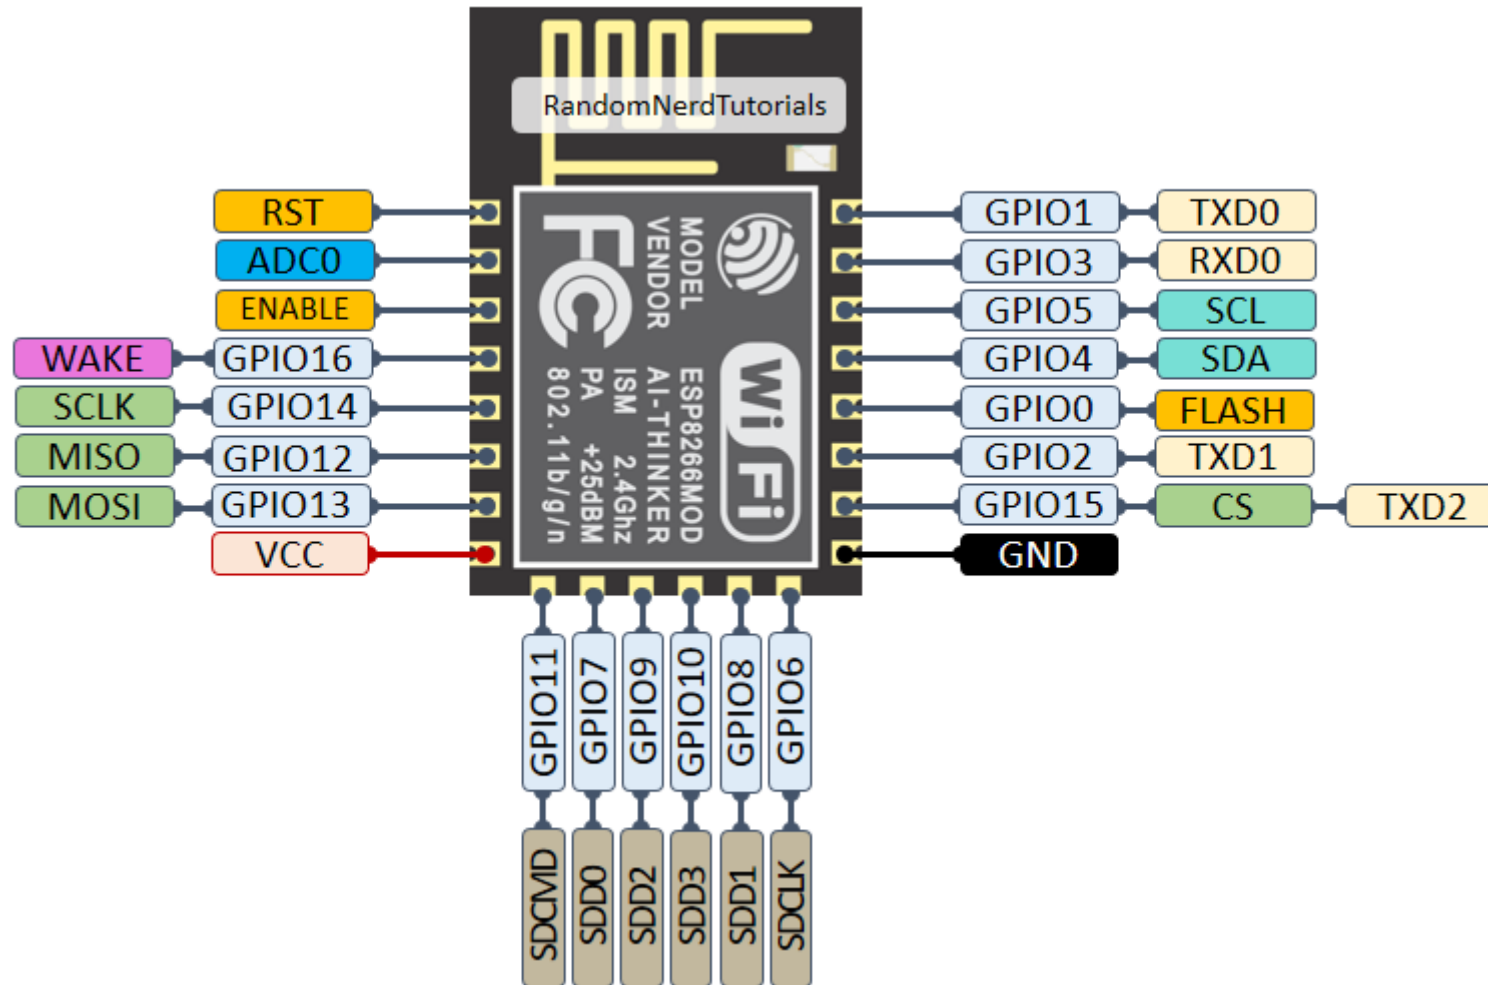 RandomNerdTutorials
RST
ADC0
ENABLE
WAKE GPIO16
SCLK GPIO14
MISO GPIO12
MOSI GPIO13
VCC
FC
MODEL
VENDOR
ESP8266MOD
AI-THINKER
ISM 2.4Ghz
PA +25dBM
802.11b/g/n
WiFi
GPIO1 TXD0
GPIO3 RXD0
GPIO5 SCL
GPIO4 SDA
GPIO0 FLASH
GPIO2 TXD1
GPIO15 CS TXD2
GND
GPIO11 SDCMD
GPIO7 SDD0
GPIO9 SDD2
GPIO10 SDD3
GPIO8 SDD1
GPIO6 SDCLK